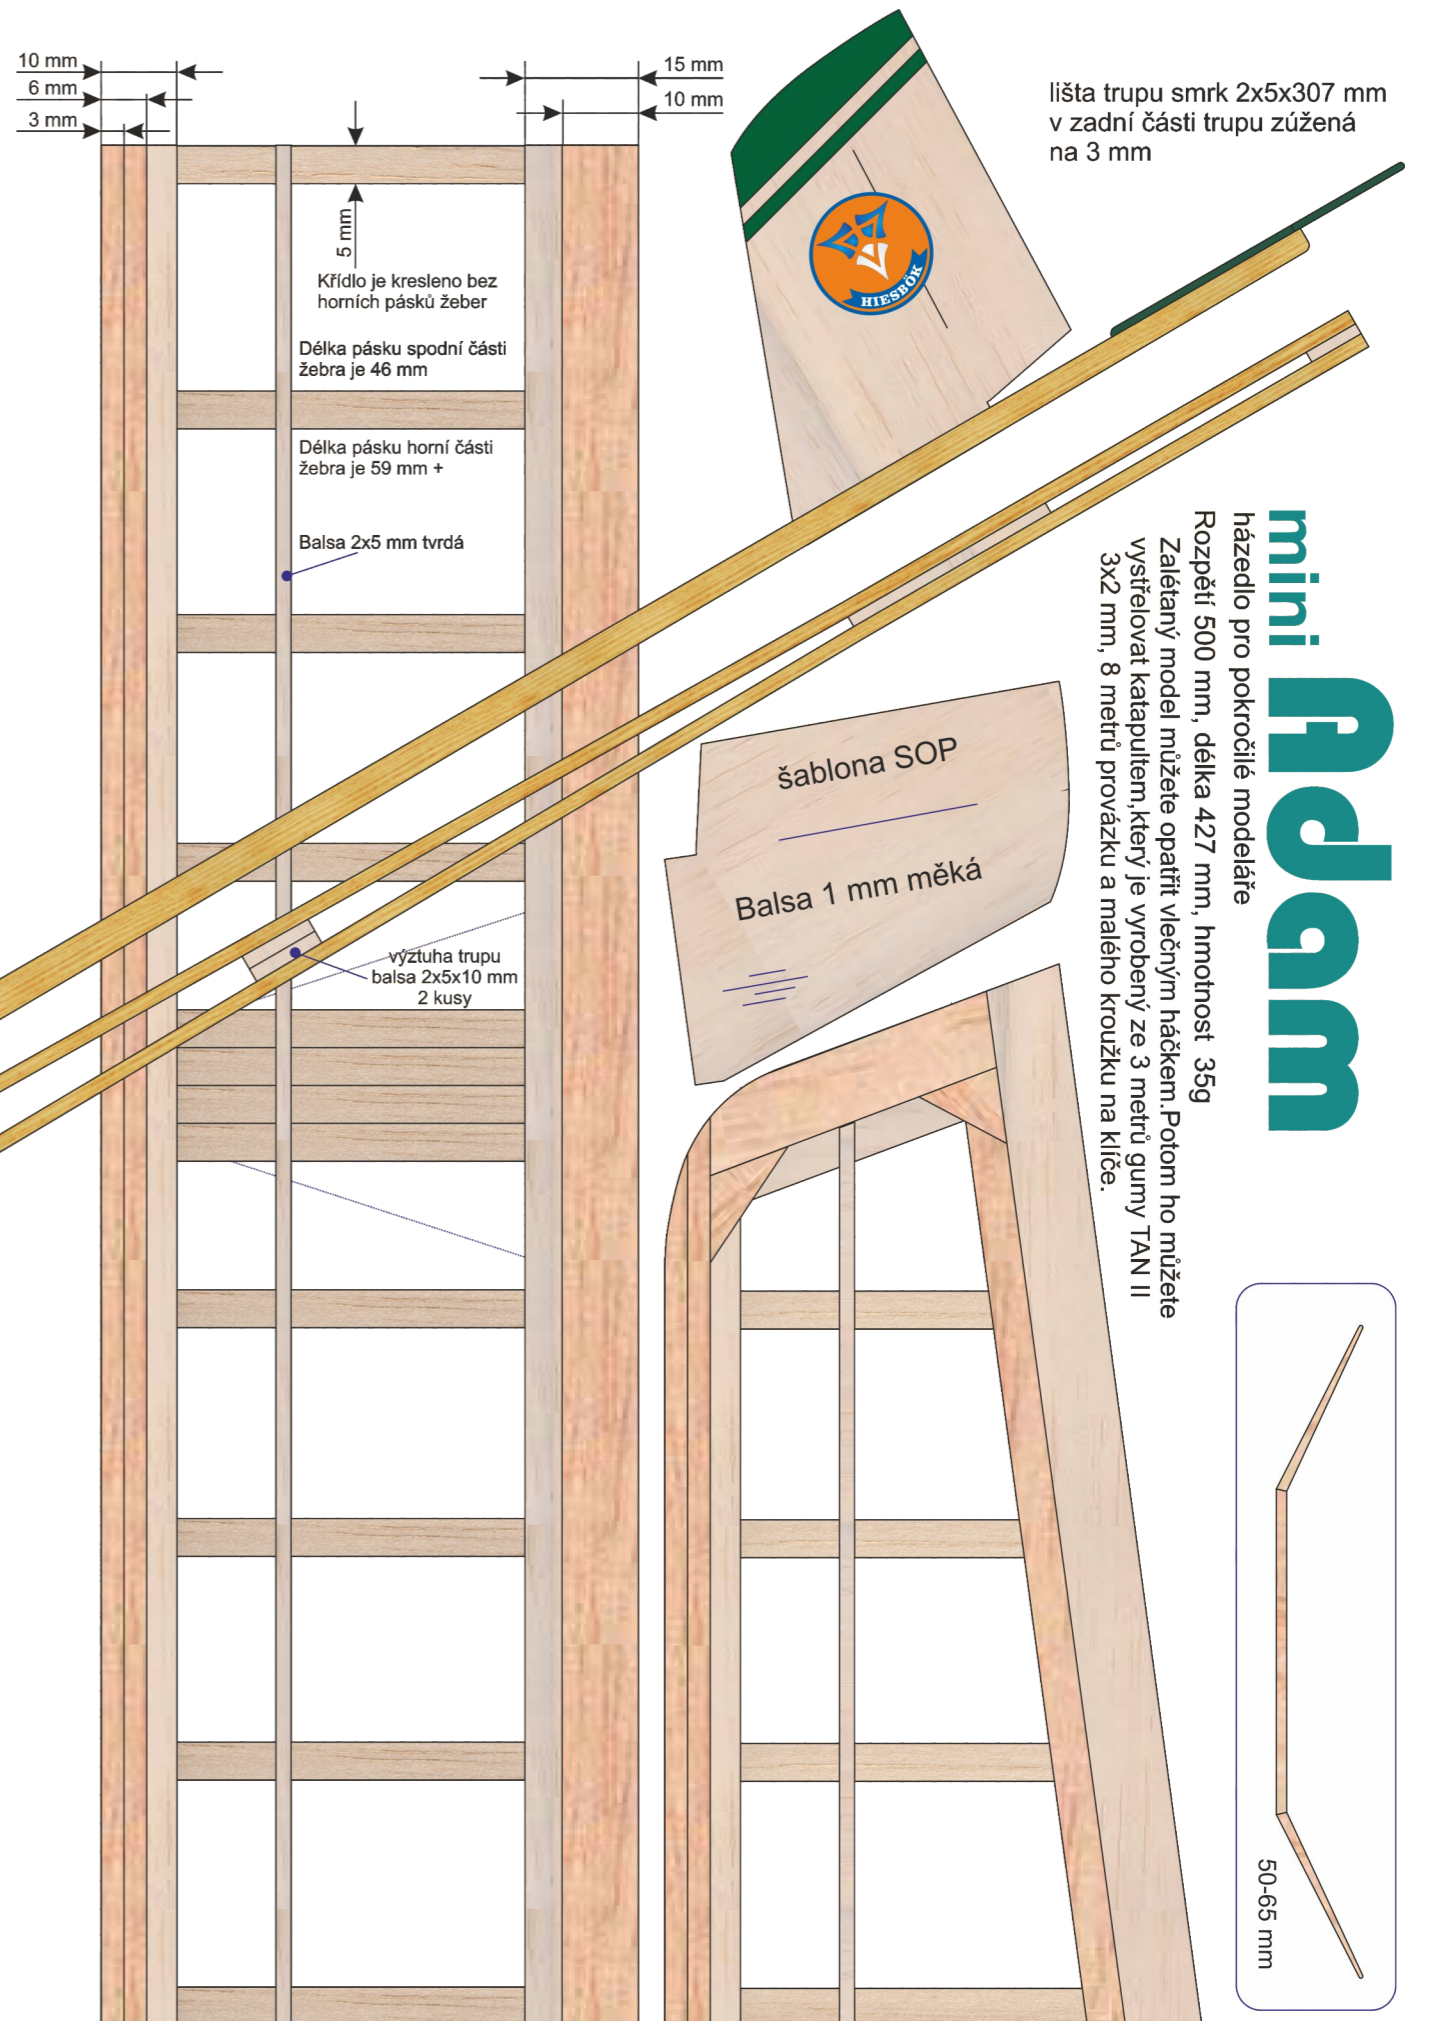 10 mm
6 mm
3 mm
15 mm
10 mm
5 mm
Křídlo je kresleno bez
horních pásků žeber
Délka pásku spodní části
žebra je 46 mm
Délka pásku horní části
žebra je 59 mm +
Balsa 2x5 mm tvrdá
výztuha trupu
balsa 2x5x10 mm
2 kusy
HIESBÖK
lišta trupu smrk 2x5x307 mm
v zadní části trupu zúžená
na 3 mm
mini Adam
házedlo pro pokročilé modeláře
Rozpětí 500 mm, délka 427 mm, hmotnost 35g
Zalétaný model můžete opatřit vlečným háčkem.Potom ho můžete
vystřelovat katapultem,který je vyrobený ze 3 metrů gumy TAN II
3x2 mm, 8 metrů provázku a malého kroužku na klíče.
šablona SOP
Balsa 1 mm měká
50-65 mm